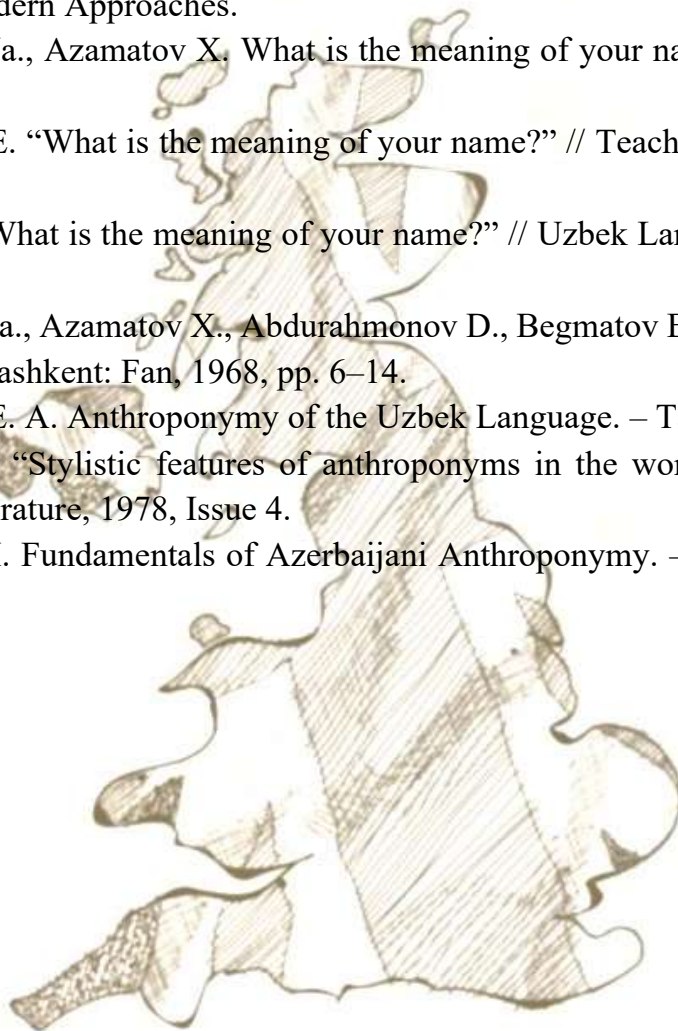 dern Approaches.
a., Azamatov X. What is the meaning of your na
E. “What is the meaning of your name?” // Teach
What is the meaning of your name?” // Uzbek Lan
a., Azamatov X., Abdurahmonov D., Begmatov E
ashkent: Fan, 1968, pp. 6–14.
E. A. Anthroponymy of the Uzbek Language. – T
“Stylistic features of anthroponyms in the wor
rature, 1978, Issue 4.
. Fundamentals of Azerbaijani Anthroponymy. –